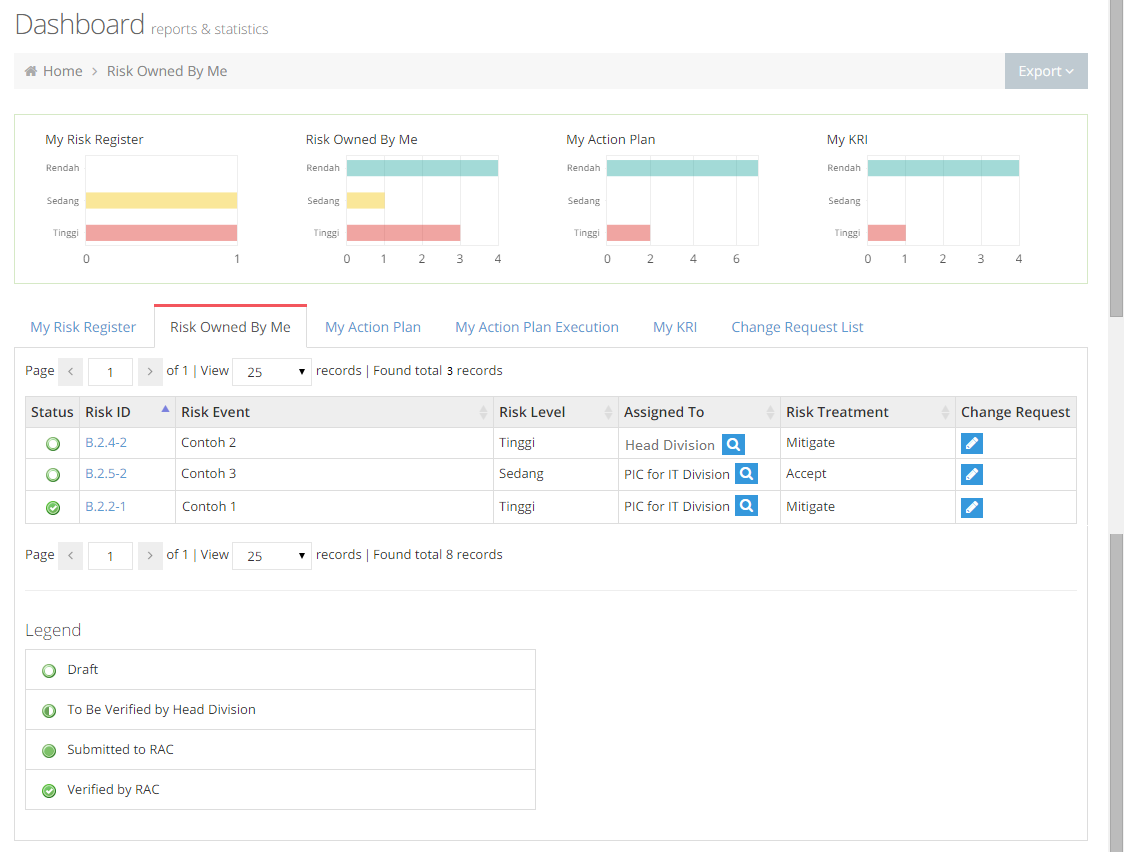 Dashboard reports & statistics
Home > Risk Owned By Me
Export
My Risk Register
Rendah
Sedang
Tinggi
0 1
Risk Owned By Me
Rendah
Sedang
Tinggi
0 1 2 3 4
My Action Plan
Rendah
Sedang
Tinggi
0 2 4 6
My KRI
Rendah
Sedang
Tinggi
0 1 2 3 4
My Risk Register Risk Owned By Me My Action Plan My Action Plan Execution My KRI Change Request List
Page < 1 > of 1 | View 25 records | Found total 3 records
Status Risk ID Risk Event Risk Level Assigned To Risk Treatment Change Request
B.2.4-2 Contoh 2 Tinggi Head Division Mitigate
B.2.5-2 Contoh 3 Sedang PIC for IT Division Accept
B.2.2-1 Contoh 1 Tinggi PIC for IT Division Mitigate
Page < 1 > of 1 | View 25 records | Found total 8 records
Legend
Draft
To Be Verified by Head Division
Submitted to RAC
Verified by RAC